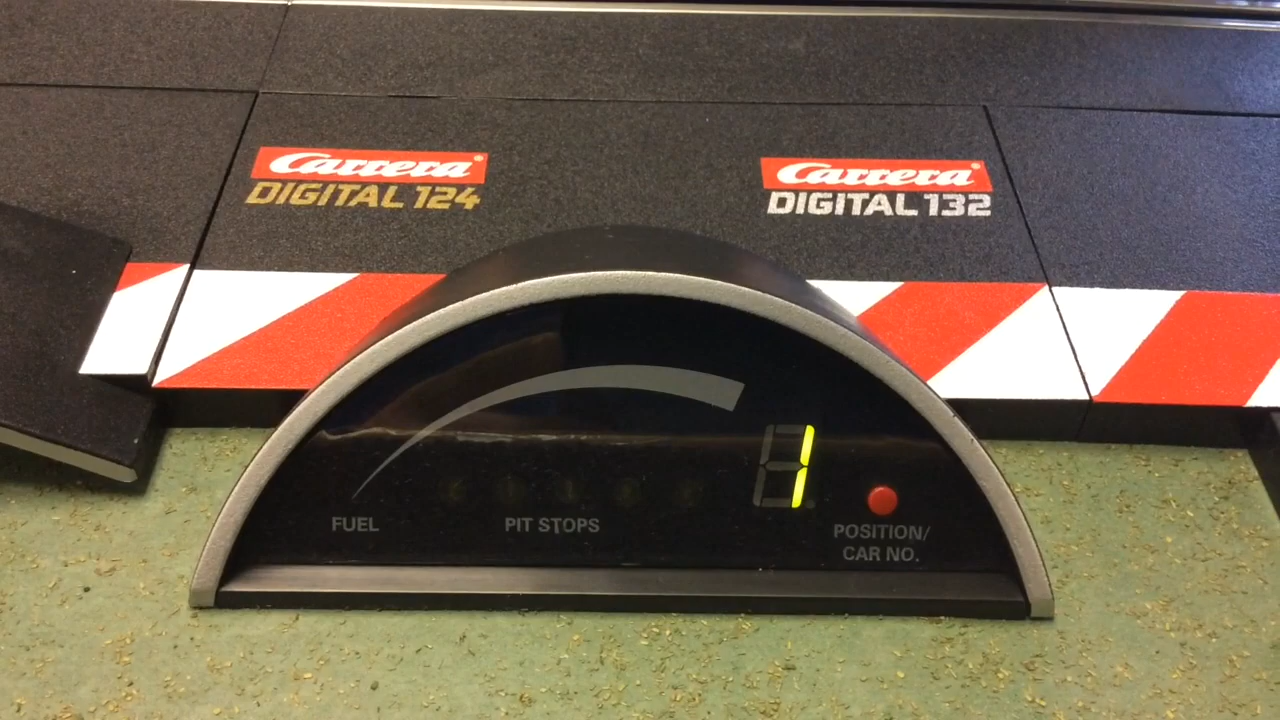 Carrera®
DIGITAL 124
Carrera®
DIGITAL 132
1
FUEL
PIT STOPS
POSITION/
CAR NO.